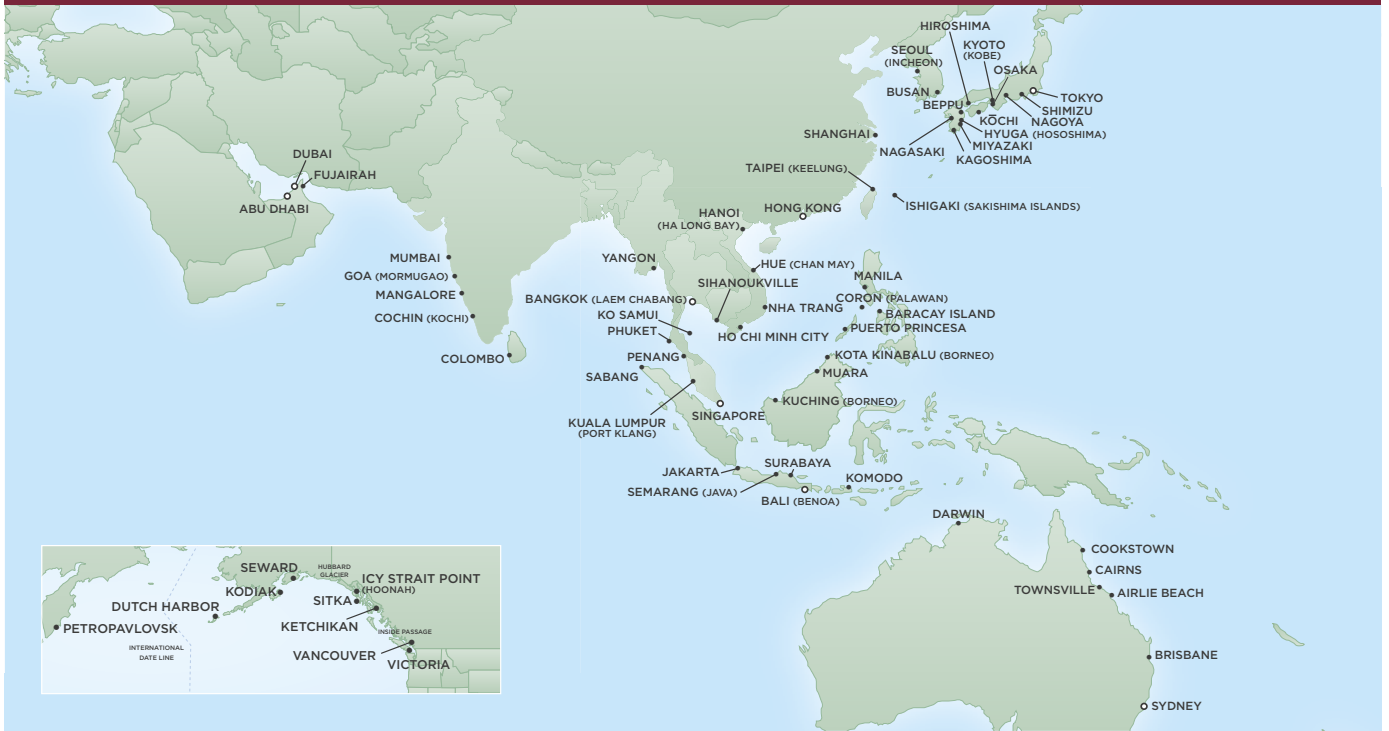 HIROSHIMA
SEOUL
(INCHEON)
KYOTO
(KOBE)
OSAKA
BUSAN
BEPPU
TOKYO
SHIMIZU
KŌCHI
NAGOYA
HYUGA (HOSOSHIMA)
MIYAZAKI
NAGASAKI
KAGOSHIMA
SHANGHAI
TAIPEI (KEELUNG)
ISHIGAKI (SAKISHIMA ISLANDS)
DUBAI
FUJAIRAH
ABU DHABI
HANOI
(HA LONG BAY)
HONG KONG
MUMBAI
GOA (MORMUGAO)
MANGALORE
COCHIN (KOCHI)
COLOMBO
YANGON
HUE (CHAN MAY)
SIHANOUKVILLE
MANILA
BANGKOK (LAEM CHABANG)
CORON (PALAWAN)
KO SAMUI
NHA TRANG
BARACAY ISLAND
PHUKET
HO CHI MINH CITY
PUERTO PRINCESA
PENANG
KOTA KINABALU (BORNEO)
SABANG
MUARA
KUCHING (BORNEO)
SINGAPORE
KUALA LUMPUR
(PORT KLANG)
JAKARTA
SURABAYA
SEMARANG (JAVA)
KOMODO
BALI (BENOA)
DARWIN
COOKSTOWN
CAIRNS
TOWNSVILLE
AIRLIE BEACH
BRISBANE
SYDNEY
SEWARD
HUBBARD
GLACIER
ICY STRAIT POINT
(HOONAH)
KODIAK
SITKA
DUTCH HARBOR
KETCHIKAN
PETROPAVLOVSK
INSIDE PASSAGE
INTERNATIONAL
DATE LINE
VANCOUVER
VICTORIA